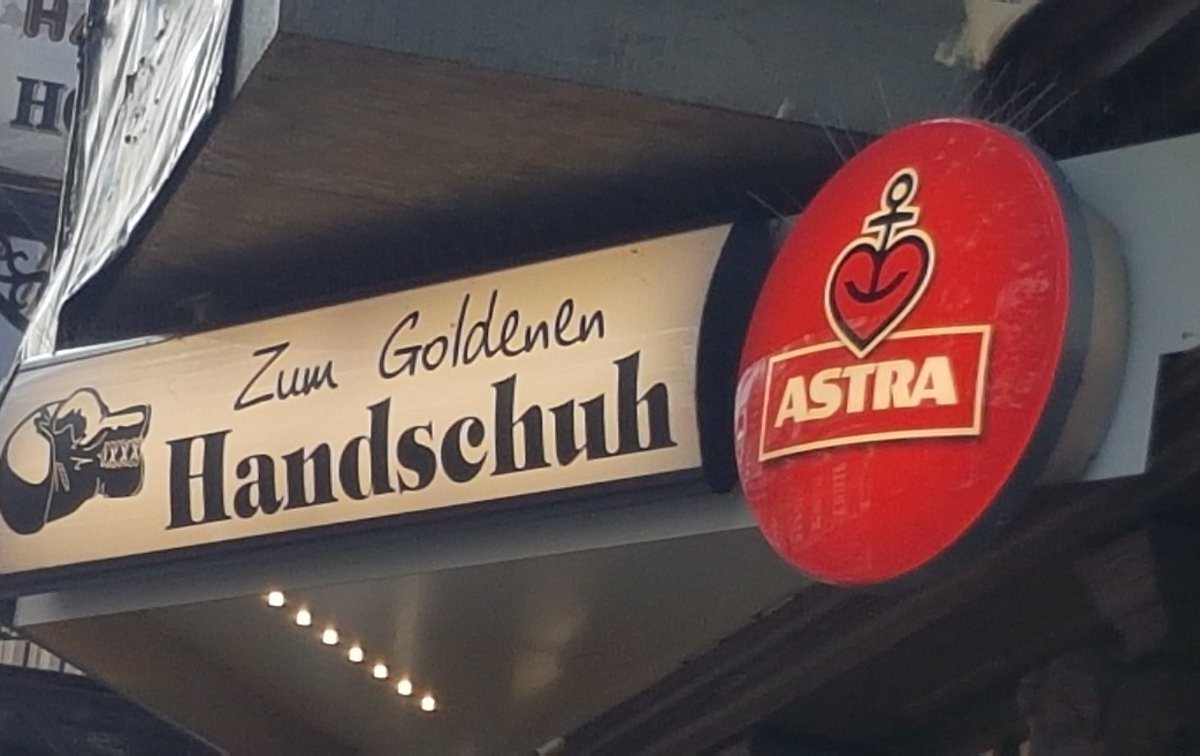 Zum Goldenen
Handschuh
ASTRA